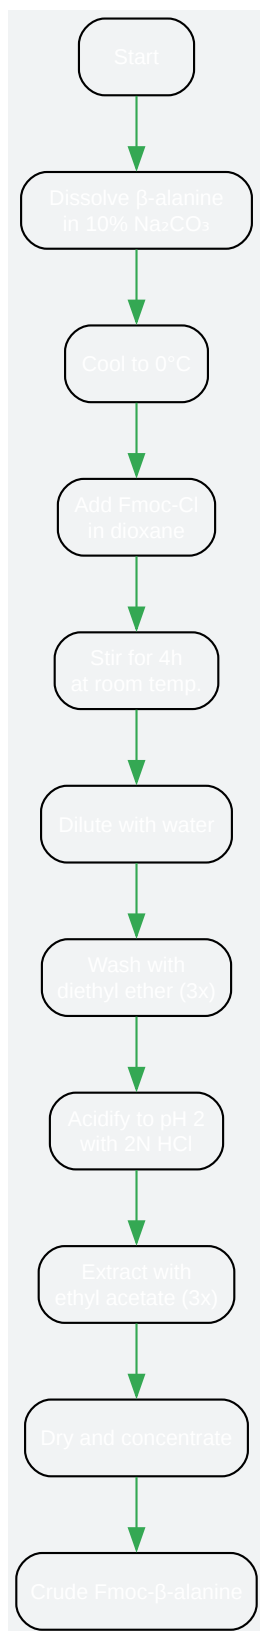 Start
Dissolve β-alanine
in 10% Na₂CO₃
Cool to 0°C
Add Fmoc-Cl
in dioxane
Stir for 4h
at room temp.
Dilute with water
Wash with
diethyl ether (3x)
Acidify to pH 2
with 2N HCl
Extract with
ethyl acetate (3x)
Dry and concentrate
Crude Fmoc-β-alanine